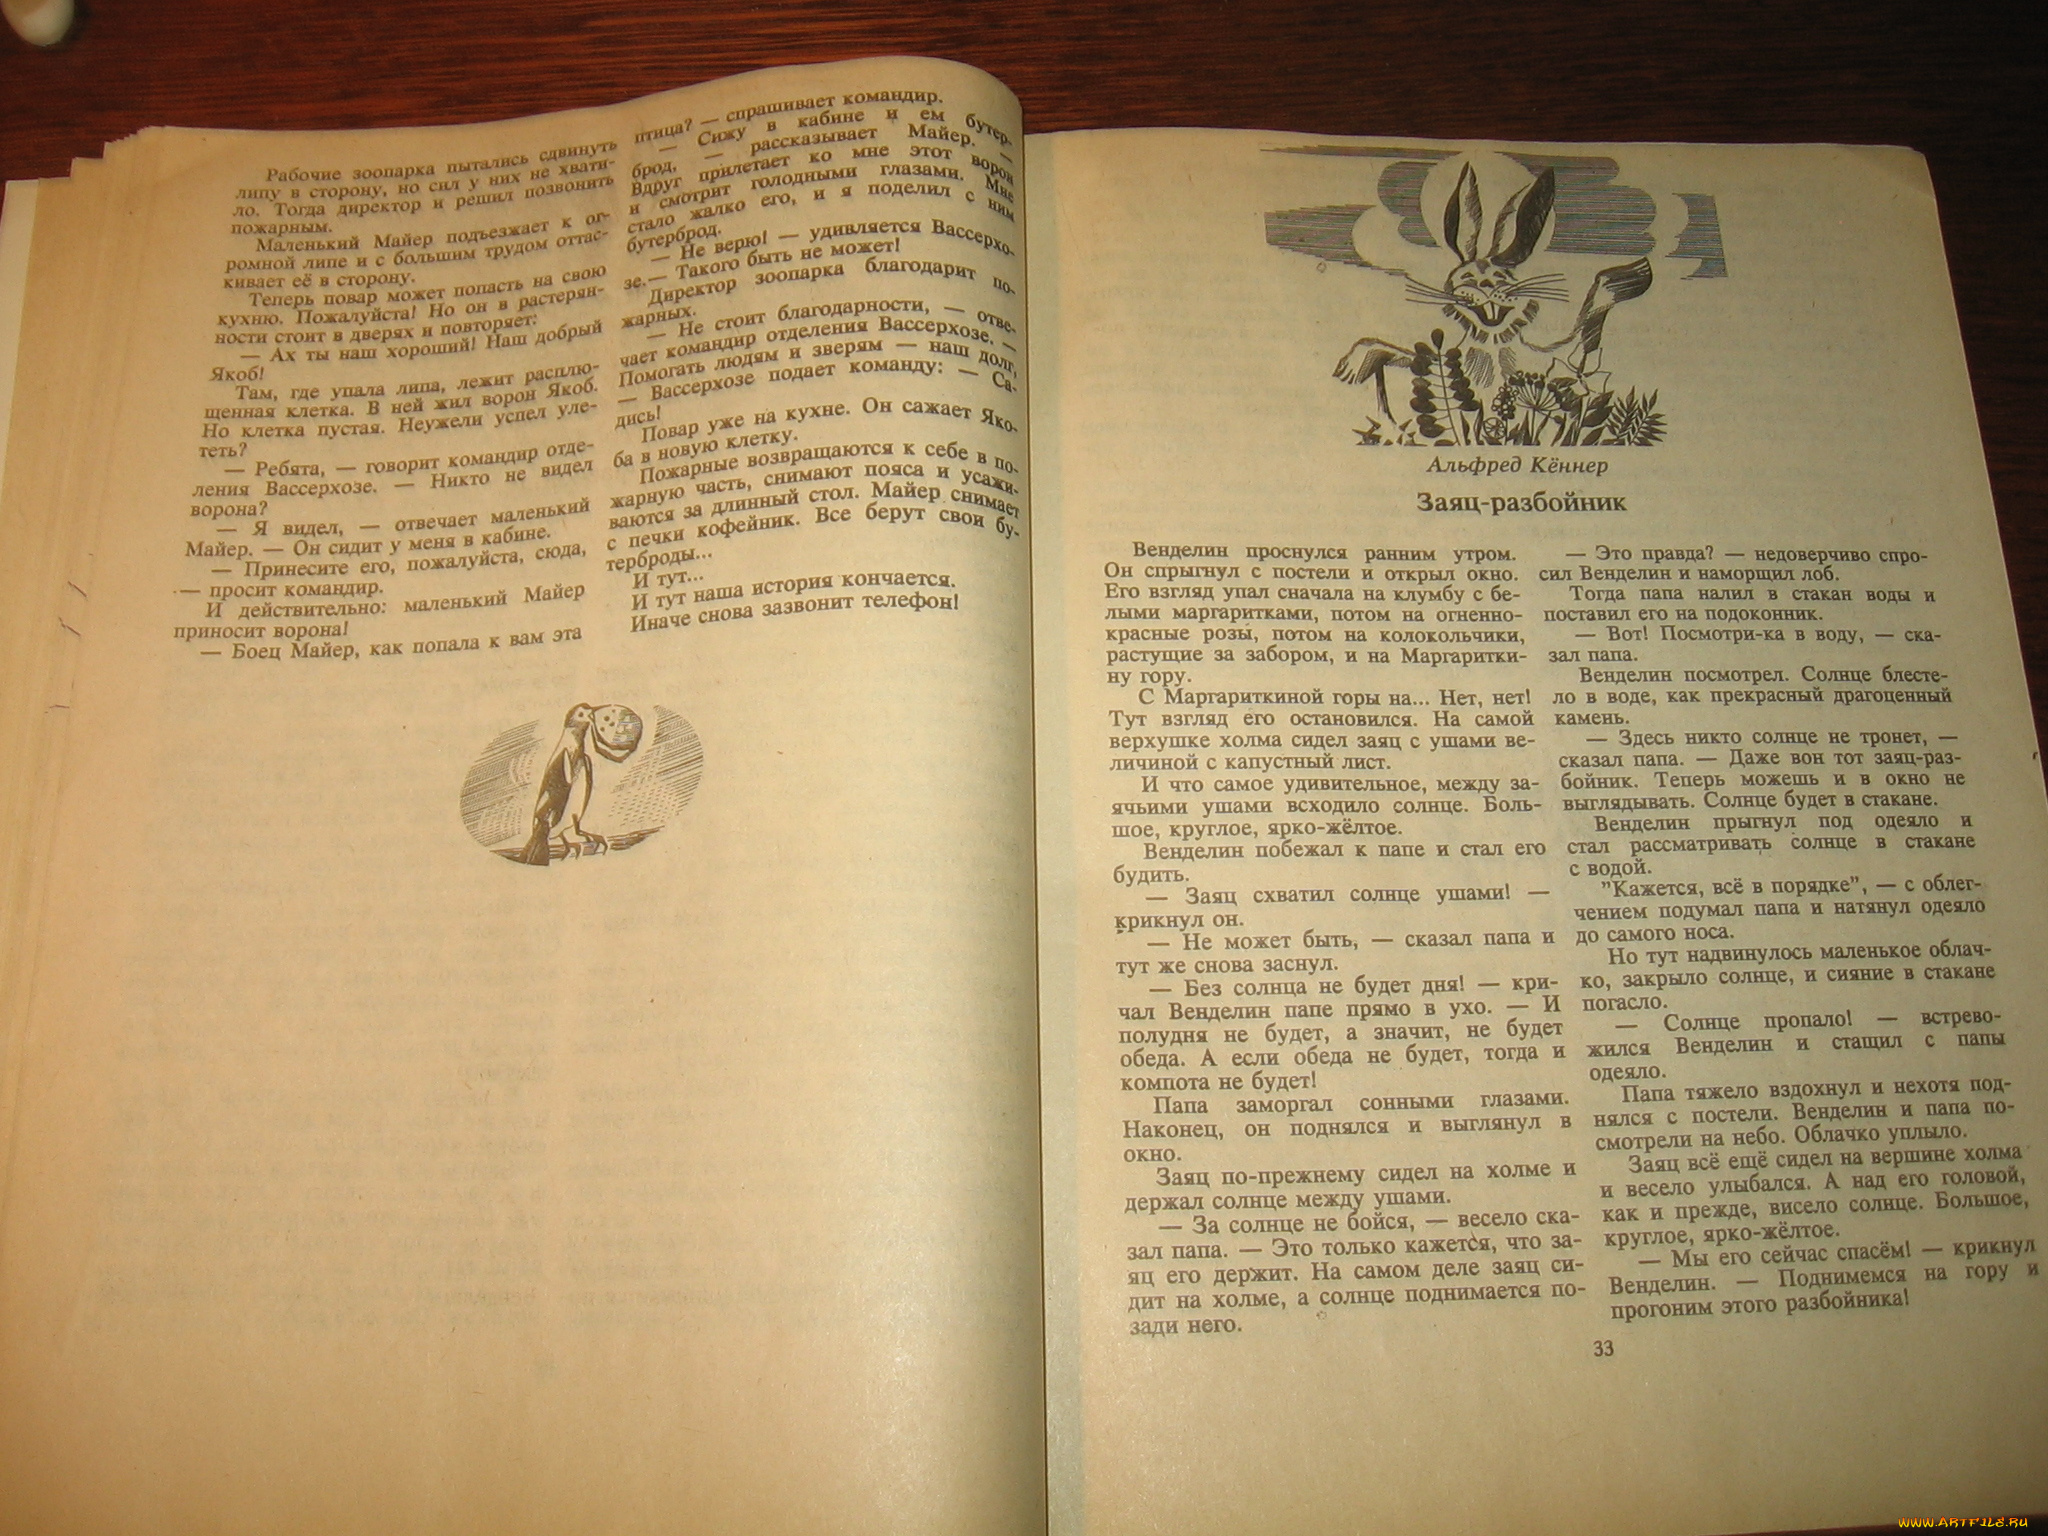 Рабочие зоопарка пытались сдвинуть
липу в сторону, но сил у них не хвати-
ло. Тогда директор и решил позвонить
пожарным.
Маленький Майер подъезжает к ог-
ромной липе и с большим трудом оттас-
кивает её в сторону.
Теперь повар может попасть на свою
кухню. Пожалуйста! Но он в растерян-
ности стоит в дверях и повторяет:
— Ах ты наш хороший! Наш добрый
Якоб!
Там, где упала липа, лежит расплю-
щенная клетка. В ней жил ворон Якоб.
Но клетка пустая. Неужели успел уле-
теть?
— Ребята, — говорит командир отде-
ления Вассерхозе. — Никто не видел
ворона?
— Я видел, — отвечает маленький
Майер. — Он сидит у меня в кабине.
— Принесите его, пожалуйста, сюда,
— просит командир.
И действительно: маленький Майер
приносит ворона!
— Боец Майер, как попала к вам эта
птица? — спрашивает командир.
— Сижу в кабине и ем бутер-
брод, — рассказывает Майер. —
Вдруг прилетает ко мне этот ворон
и смотрит голодными глазами. Мне
стало жалко его, и я поделил с ним
бутерброд.
— Не верю! — удивляется Вассерхо-
зе.— Такого быть не может!
Директор зоопарка благодарит по-
жарных.
— Не стоит благодарности, — отве-
чает командир отделения Вассерхозе. —
Помогать людям и зверям — наш долг,
— Вассерхозе подает команду: — Са-
дись!
Повар уже на кухне. Он сажает Яко-
ба в новую клетку.
Пожарные возвращаются к себе в по-
жарную часть, снимают пояса и усажи-
ваются за длинный стол. Майер снимает
с печки кофейник. Все берут свои бу-
терброды...
И тут...
И тут наша история кончается.
Иначе снова зазвонит телефон!
Альфред Кённер
Заяц-разбойник
Венделин проснулся ранним утром.
Он спрыгнул с постели и открыл окно.
Его взгляд упал сначала на клумбу с бе-
лыми маргаритками, потом на огненно-
красные розы, потом на колокольчики,
растущие за забором, и на Маргаритки-
ну гору.
С Маргариткиной горы на... Нет, нет!
Тут взгляд его остановился. На самой
верхушке холма сидел заяц с ушами ве-
личиной с капустный лист.
И что самое удивительное, между за-
ячьими ушами всходило солнце. Боль-
шое, круглое, ярко-жёлтое.
Венделин побежал к папе и стал его
будить.
— Заяц схватил солнце ушами! —
крикнул он.
— Не может быть, — сказал папа и
тут же снова заснул.
— Без солнца не будет дня! — кри-
чал Венделин папе прямо в ухо. — И
полудня не будет, а значит, не будет
обеда. А если обеда не будет, тогда и
компота не будет!
Папа заморгал сонными глазами.
Наконец, он поднялся и выглянул в
окно.
Заяц по-прежнему сидел на холме и
держал солнце между ушами.
— За солнце не бойся, — весело ска-
зал папа. — Это только кажется, что за-
яц его держит. На самом деле заяц си-
дит на холме, а солнце поднимается по-
зади него.
— Это правда? — недоверчиво спро-
сил Венделин и наморщил лоб.
Тогда папа налил в стакан воды и
поставил его на подоконник.
— Вот! Посмотри-ка в воду, — ска-
зал папа.
Венделин посмотрел. Солнце блесте-
ло в воде, как прекрасный драгоценный
камень.
— Здесь никто солнце не тронет, —
сказал папа. — Даже вон тот заяц-раз-
бойник. Теперь можешь и в окно не
выглядывать. Солнце будет в стакане.
Венделин прыгнул под одеяло и
стал рассматривать солнце в стакане
с водой.
"Кажется, всё в порядке", — с облег-
чением подумал папа и натянул одеяло
до самого носа.
Но тут надвинулось маленькое облач-
ко, закрыло солнце, и сияние в стакане
погасло.
— Солнце пропало! — встрево-
жился Венделин и стащил с папы
одеяло.
Папа тяжело вздохнул и нехотя под-
нялся с постели. Венделин и папа по-
смотрели на небо. Облачко уплыло.
Заяц всё ещё сидел на вершине холма
и весело улыбался. А над его головой,
как и прежде, висело солнце. Большое,
круглое, ярко-жёлтое.
— Мы его сейчас спасём! — крикнул
Венделин. — Поднимемся на гору и
прогоним этого разбойника!
33
www.ARTFILE.RU